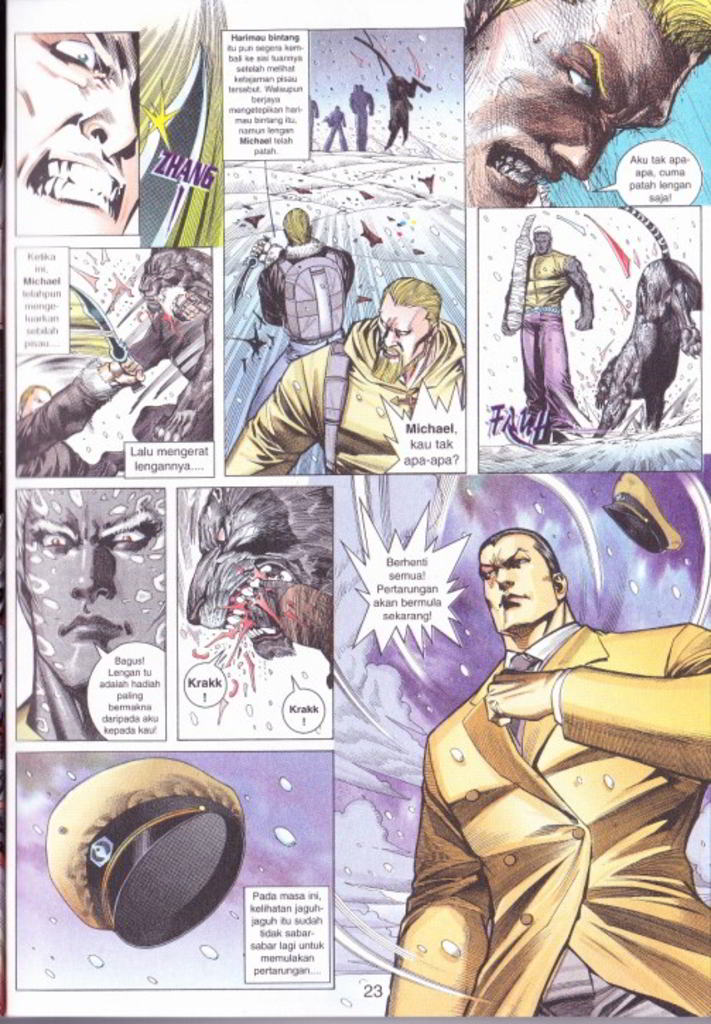 ZHANG
!
Harimau bintang
itu pun segera kem-
bali ke sisi tuannya
setelah melihat
ketajaman pisau
tersebut. Walaupun
berjaya
mengetepikan hari-
mau bintang itu,
namun lengan
Michael telah
patah.
Aku tak apa-
apa, cuma
patah lengan
saja!
Ketika
ini,
Michael
telahpun
menge-
luarkan
sebilah
pisau....
Lalu mengerat
lengannya....
Michael,
kau tak
apa-apa?
Bagus!
Lengan tu
adalah
paling
bermakna
daripada aku
kepada kau!
Krakk
!
Krakk
!
Berhenti
semua!
Pertarungan
akan bermula
sekarang!
Pada masa ini,
kelihatan jaguh-
jaguh itu sudah
tidak sabar-
sabar lagi untuk
memulakan
pertarungan....
23